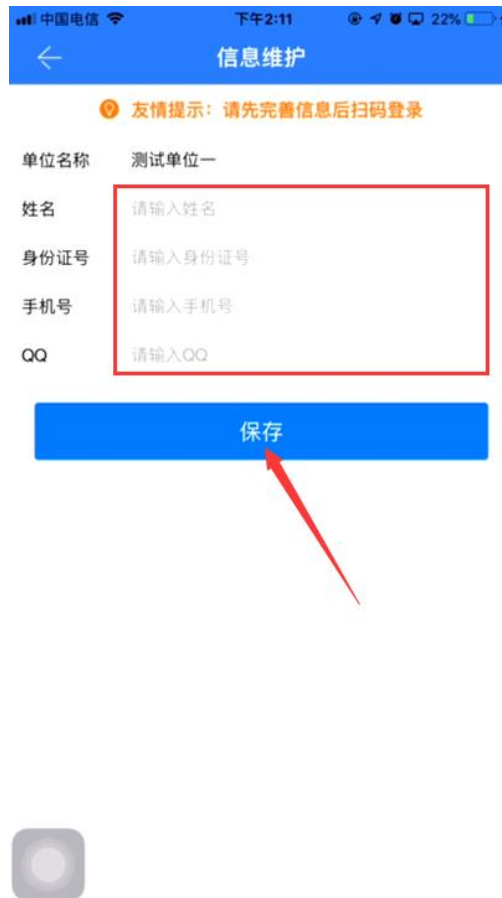 中国电信 下午2:11 22%
信息维护
友情提示：请先完善信息后扫码登录
单位名称 测试单位一
姓名 请输入姓名
身份证号 请输入身份证号
手机号 请输入手机号
QQ 请输入QQ
保存